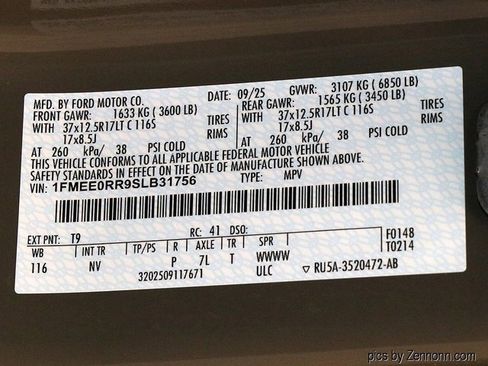 MFD. BY FORD MOTOR CO.
DATE: 09/25 GVWR: 3107 KG (6850 LB)
FRONT GAWR: 1633 KG (3600 LB) REAR GAWR: 1565 KG (3450 LB)
WITH 37x12.5R17LT C 116S TIRES WITH 37x12.5R17LT C 116S TIRES
17x8.5J RIMS 17x8.5J RIMS
AT 260 kPa/ 38 PSI COLD AT 260 kPa/ 38 PSI COLD
THIS VEHICLE CONFORMS TO ALL APPLICABLE FEDERAL MOTOR VEHICLE
SAFETY STANDARDS IN EFFECT ON THE DATE OF MANUFACTURE SHOWN ABOVE.
VIN: 1FMEE0RR9SLB31756 TYPE: MPV
EXT PNT: T9 RC: 41 DSO: F0148
WB INT TR TP/PS R AXLE TR SPR T0214
116 NV P 7L T WWWW
3202509117671 ULC ▽ RU5A-3520472-AB
pics by Zennonn.com